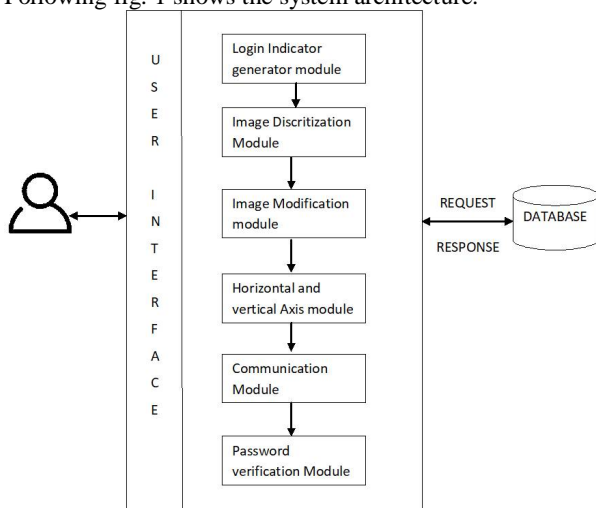 Following fig. 1 shows the system architecture.
Login Indicator
generator module
U
S
E
R
I
N
T
E
R
F
A
C
E
Image Discritization
Module
Image Modification
module
REQUEST
DATABASE
RESPONSE
Horizontal and
vertical Axis module
Communication
Module
Password
verification Module